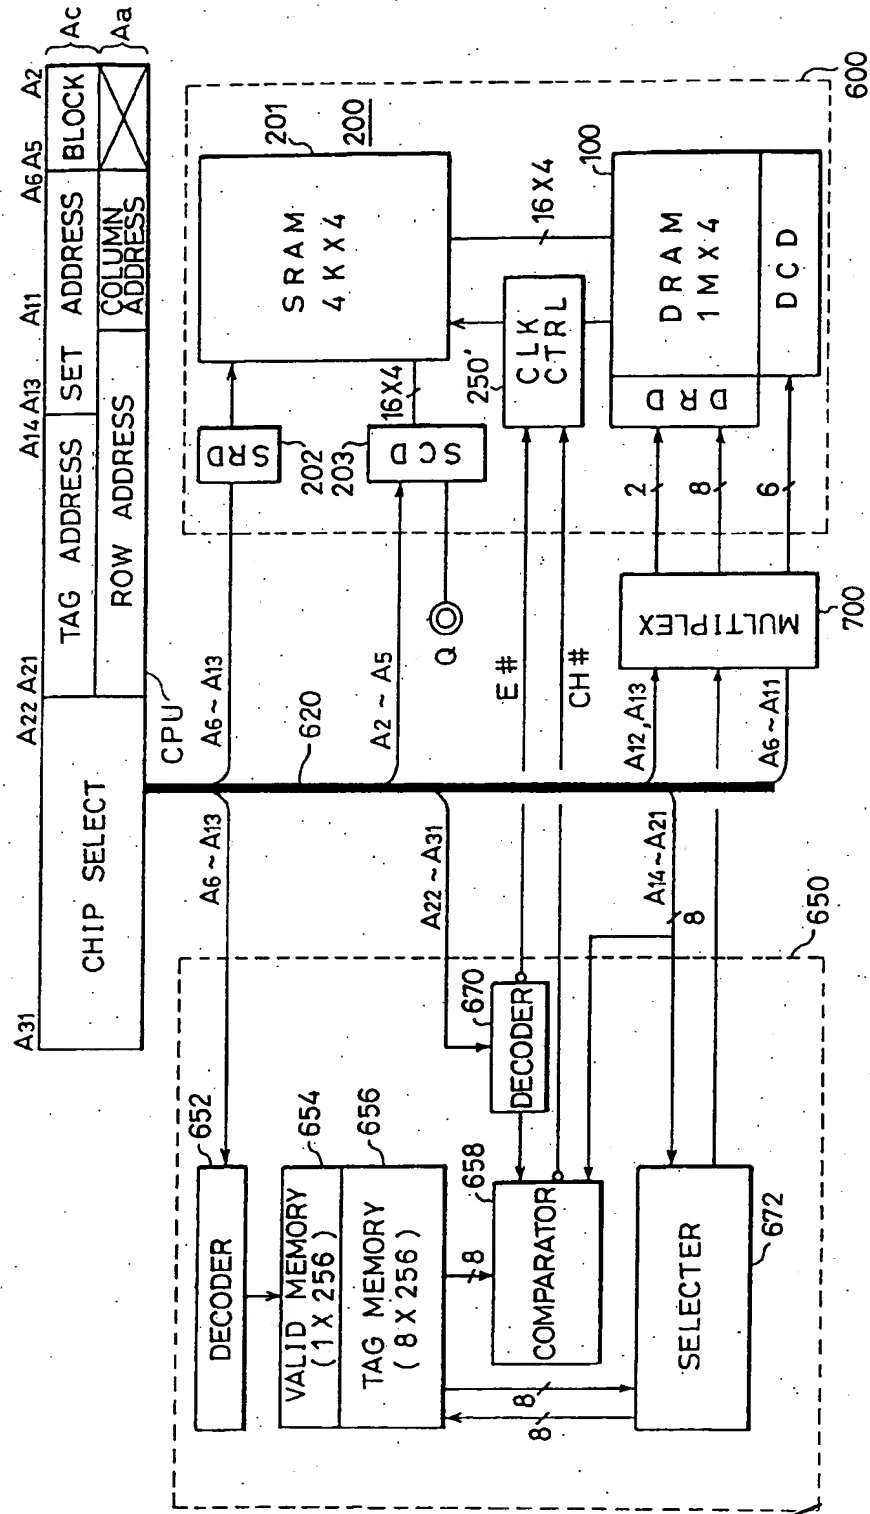 A31
A22 A21
A14 A13
A11
A6 A5
A2
CHIP SELECT
TAG ADDRESS
SET ADDRESS
BLOCK
Ac
ROW ADDRESS
COLUMN
ADDRESS
Aa
CPU
652
DECODER
A6~A13
A6~A13
SRD
202
SRAM
4K×4
201
200
654
VALID MEMORY
(1×256)
656
TAG MEMORY
(8×256)
620
A2~A5
203
SCD
16×4
Q
A22~A31
670
DECODER
E#
250'
CLK
CTRL
16×4
658
COMPARATOR
8
CH#
8
8
A14~A21
8
SELECTER
672
A12,A13
A6~A11
MULTIPLEX
700
2
8
6
DRD
DRAM
1M×4
100
DCD
650
600